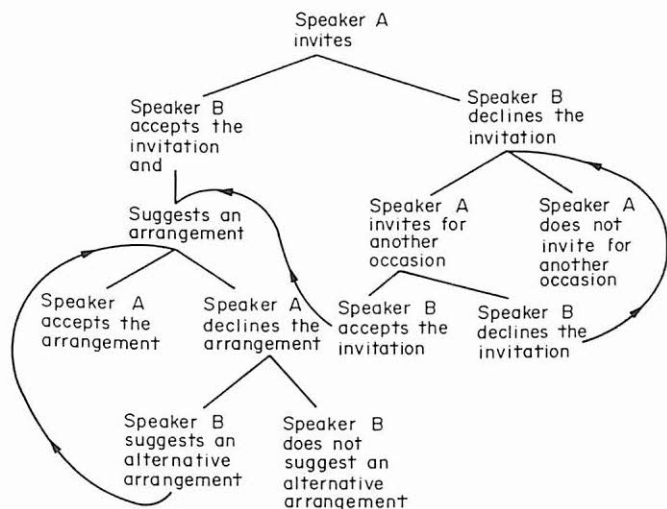 Speaker A
invites
Speaker B
accepts the
invitation
and
Speaker B
declines the
invitation
Suggests an
arrangement
Speaker A
invites for
another
occasion
Speaker A
does not
invite for
another
occasion
Speaker A
accepts the
arrangement
Speaker A
declines the
arrangement
Speaker B
accepts the
invitation
Speaker B
declines the
invitation
Speaker B
suggests an
alternative
arrangement
Speaker B
does not
suggest an
alternative
arrangement